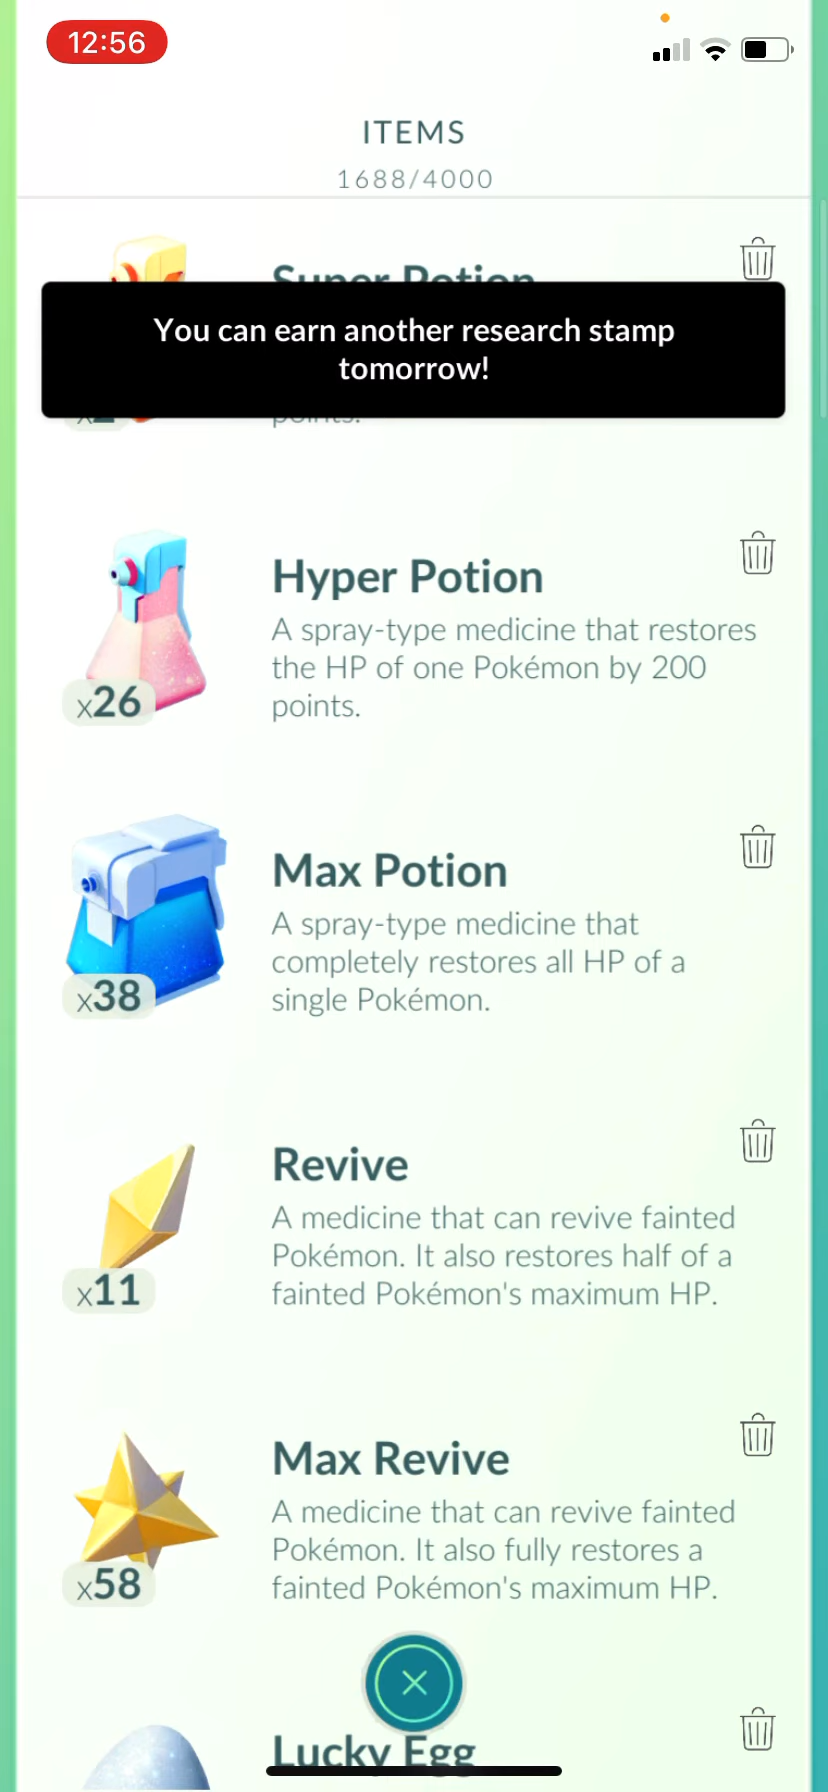 12:56
ITEMS
1688/4000
Super Potion
You can earn another research stamp
tomorrow!
points.
Hyper Potion
A spray-type medicine that restores
the HP of one Pokémon by 200
points.
x26
Max Potion
A spray-type medicine that
completely restores all HP of a
single Pokémon.
x38
Revive
A medicine that can revive fainted
Pokémon. It also restores half of a
fainted Pokémon's maximum HP.
x11
Max Revive
A medicine that can revive fainted
Pokémon. It also fully restores a
fainted Pokémon's maximum HP.
x58
Lucky Egg